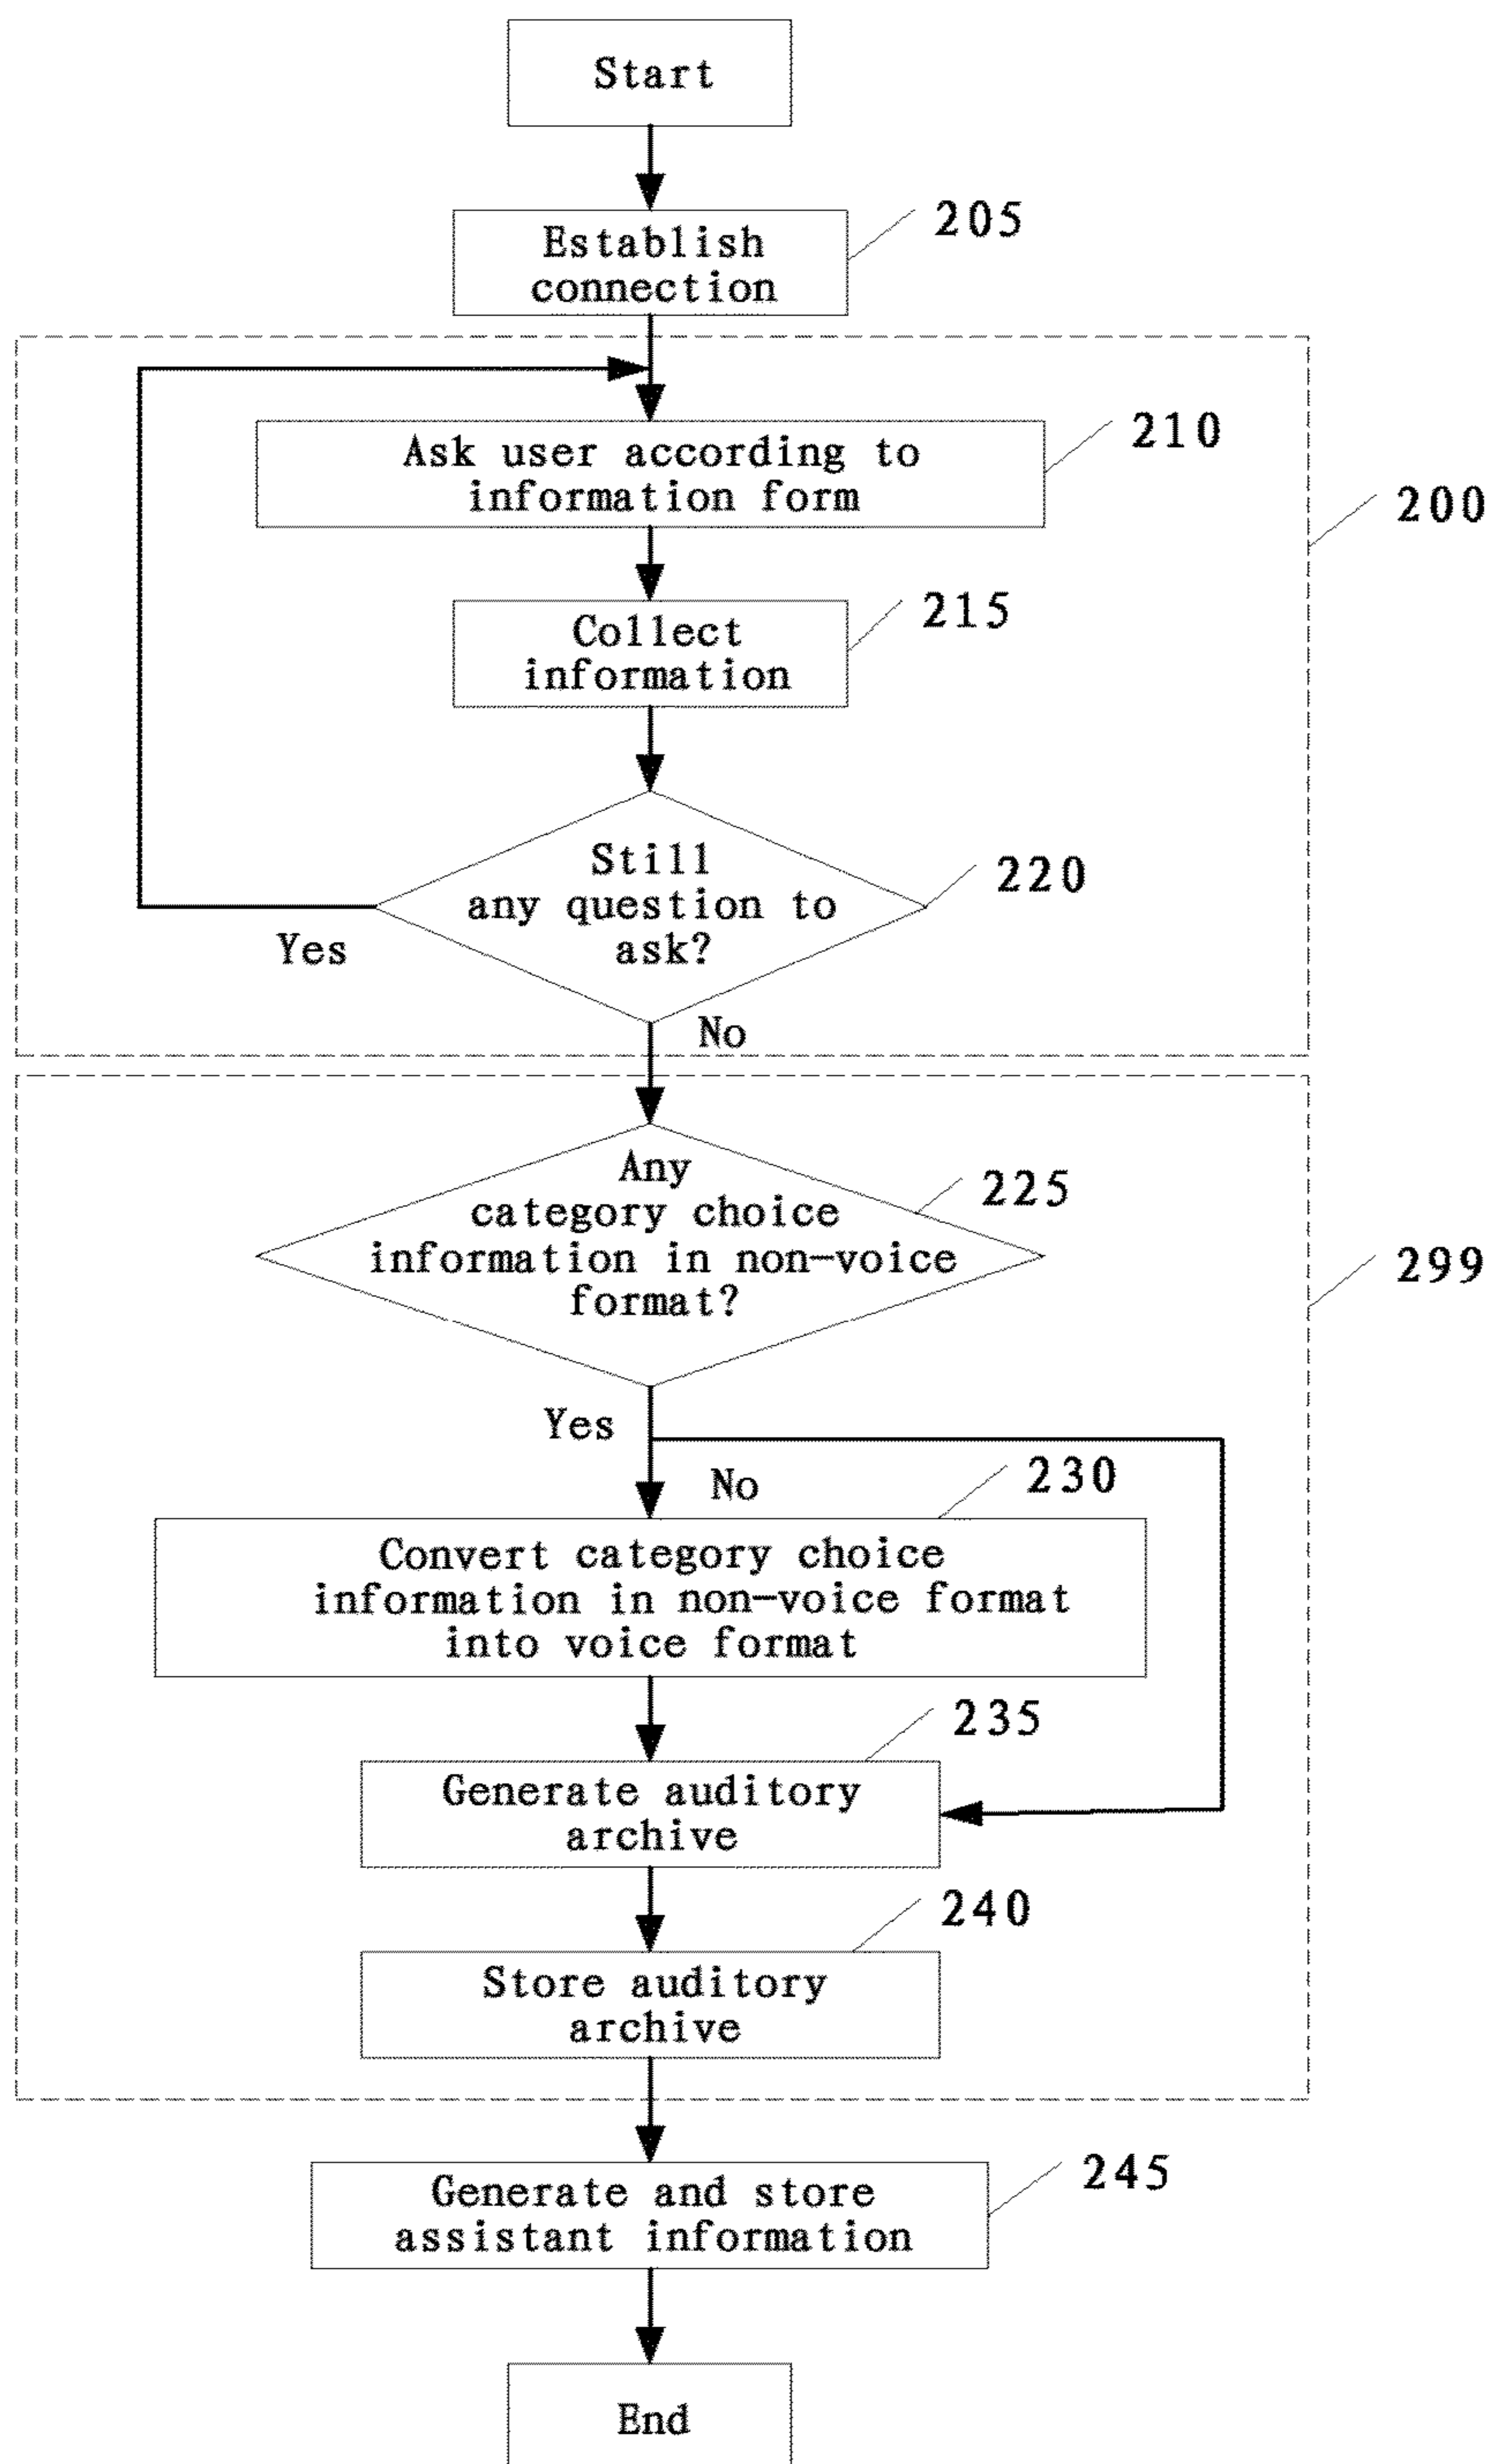 Start
205
Establish
connection
210
Ask user according to
information form
200
215
Collect
information
220
Still
any question to
ask?
Yes
No
225
Any
category choice
information in non-voice
format?
299
Yes
No
230
Convert category choice
information in non-voice format
into voice format
235
Generate auditory
archive
240
Store auditory
archive
245
Generate and store
assistant information
End